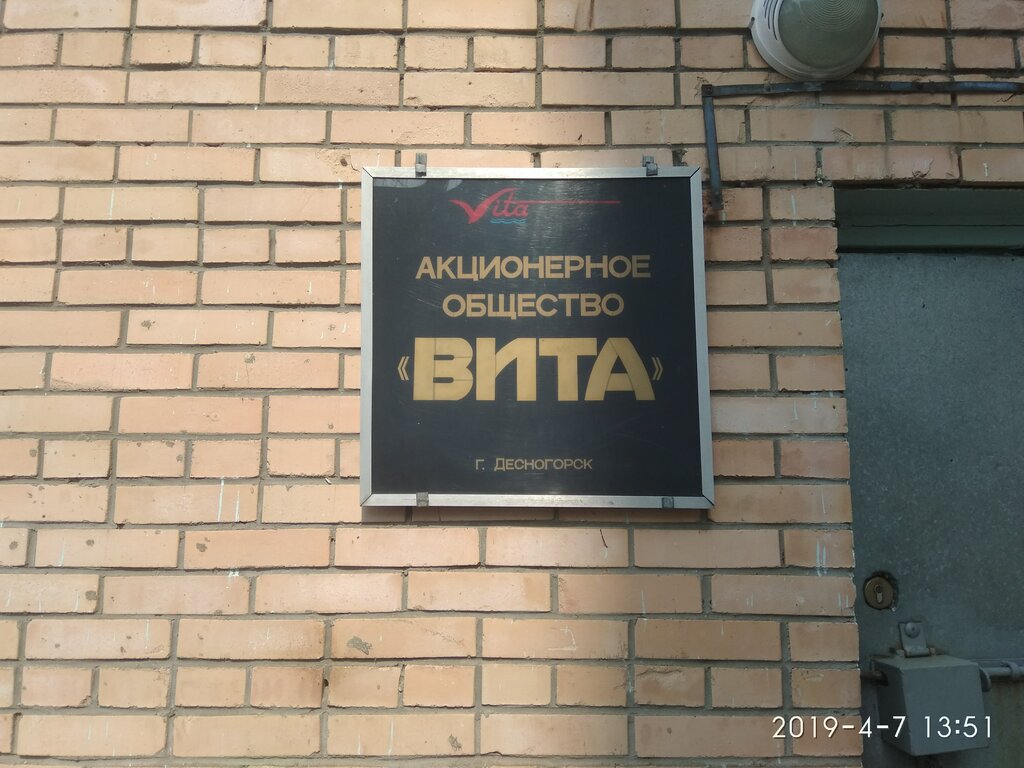 Vita
АКЦИОНЕРНОЕ
ОБЩЕСТВО
«ВИТА»
Г. ДЕСНОГОРСК
2019-4-7 13:51